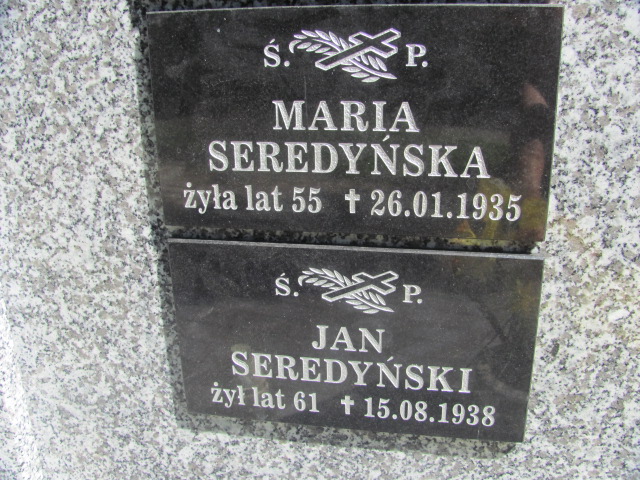 Ś. P.
MARIA
SEREDYŃSKA
żyła lat 55 ✝ 26.01.1935
Ś. P.
JAN
SEREDYŃSKI
żył lat 61 ✝ 15.08.1938